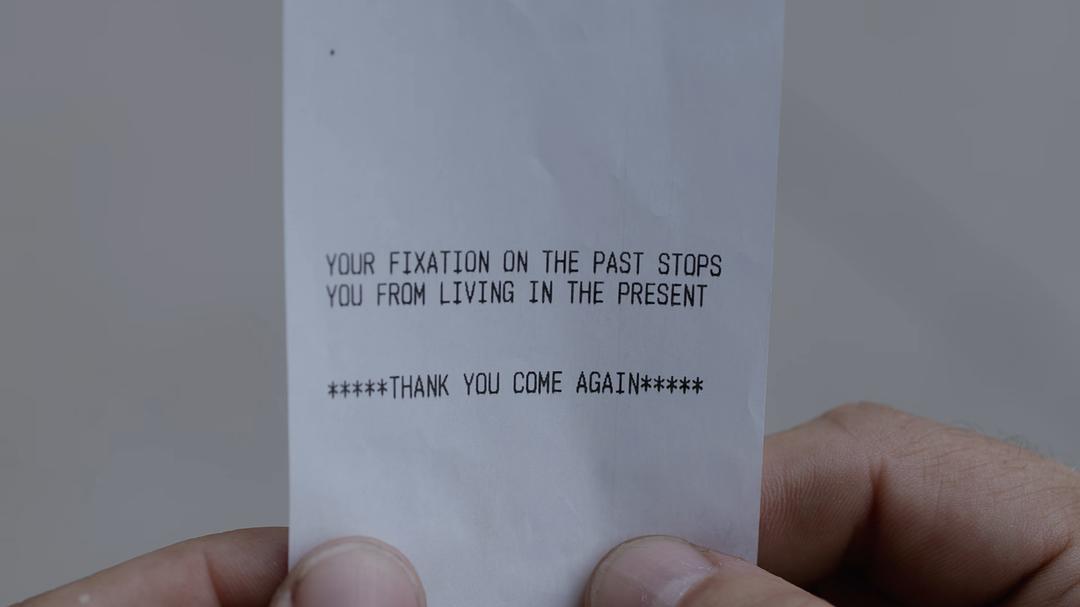 YOUR FIXATION ON THE PAST STOPS
YOU FROM LIVING IN THE PRESENT
*****THANK YOU COME AGAIN*****